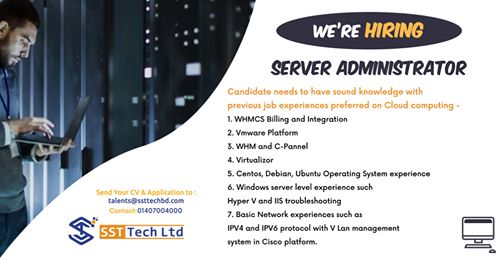 WE'RE HIRING
SERVER ADMINISTRATOR
Candidate needs to have sound knowledge with
previous job experiences preferred on Cloud computing -
1. WHMCS Billing and Integration
2. Vmware Platform
3. WHM and C-Pannel
4. Virtualizor
5. Centos, Debian, Ubuntu Operating System experience
6. Windows server level experience such
Hyper V and IIS troubleshooting
7. Basic Network experiences such as
IPV4 and IPV6 protocol with V Lan management
system in Cisco platform.
Send Your CV & Application to :
talents@ssttechbd.com
Contact:01407004000
SST Tech Ltd